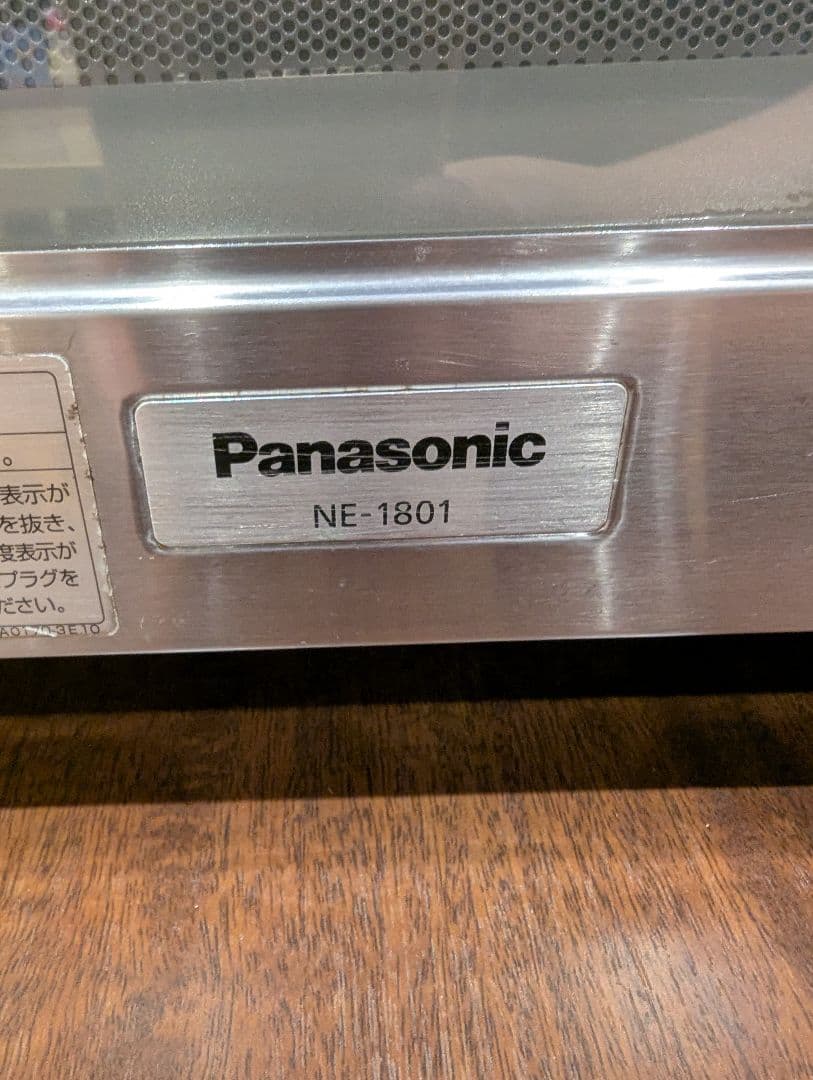 Panasonic
NE-1801
。
表示が
を抜き、
度表示が
プラグを
ださい。